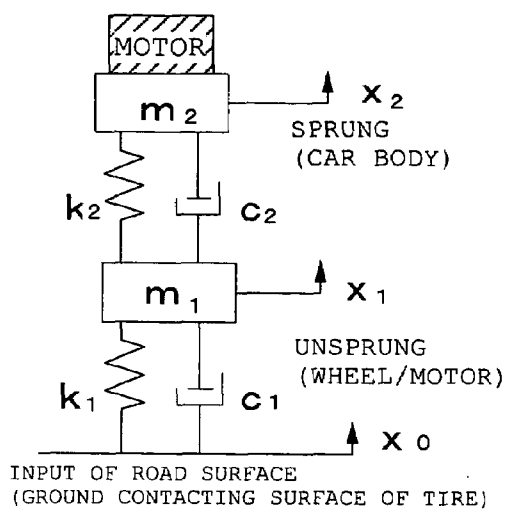 MOTOR
m2
x2
SPRUNG
(CAR BODY)
k2
c2
m1
x1
UNSPRUNG
(WHEEL/MOTOR)
k1
c1
x0
INPUT OF ROAD SURFACE
(GROUND CONTACTING SURFACE OF TIRE)